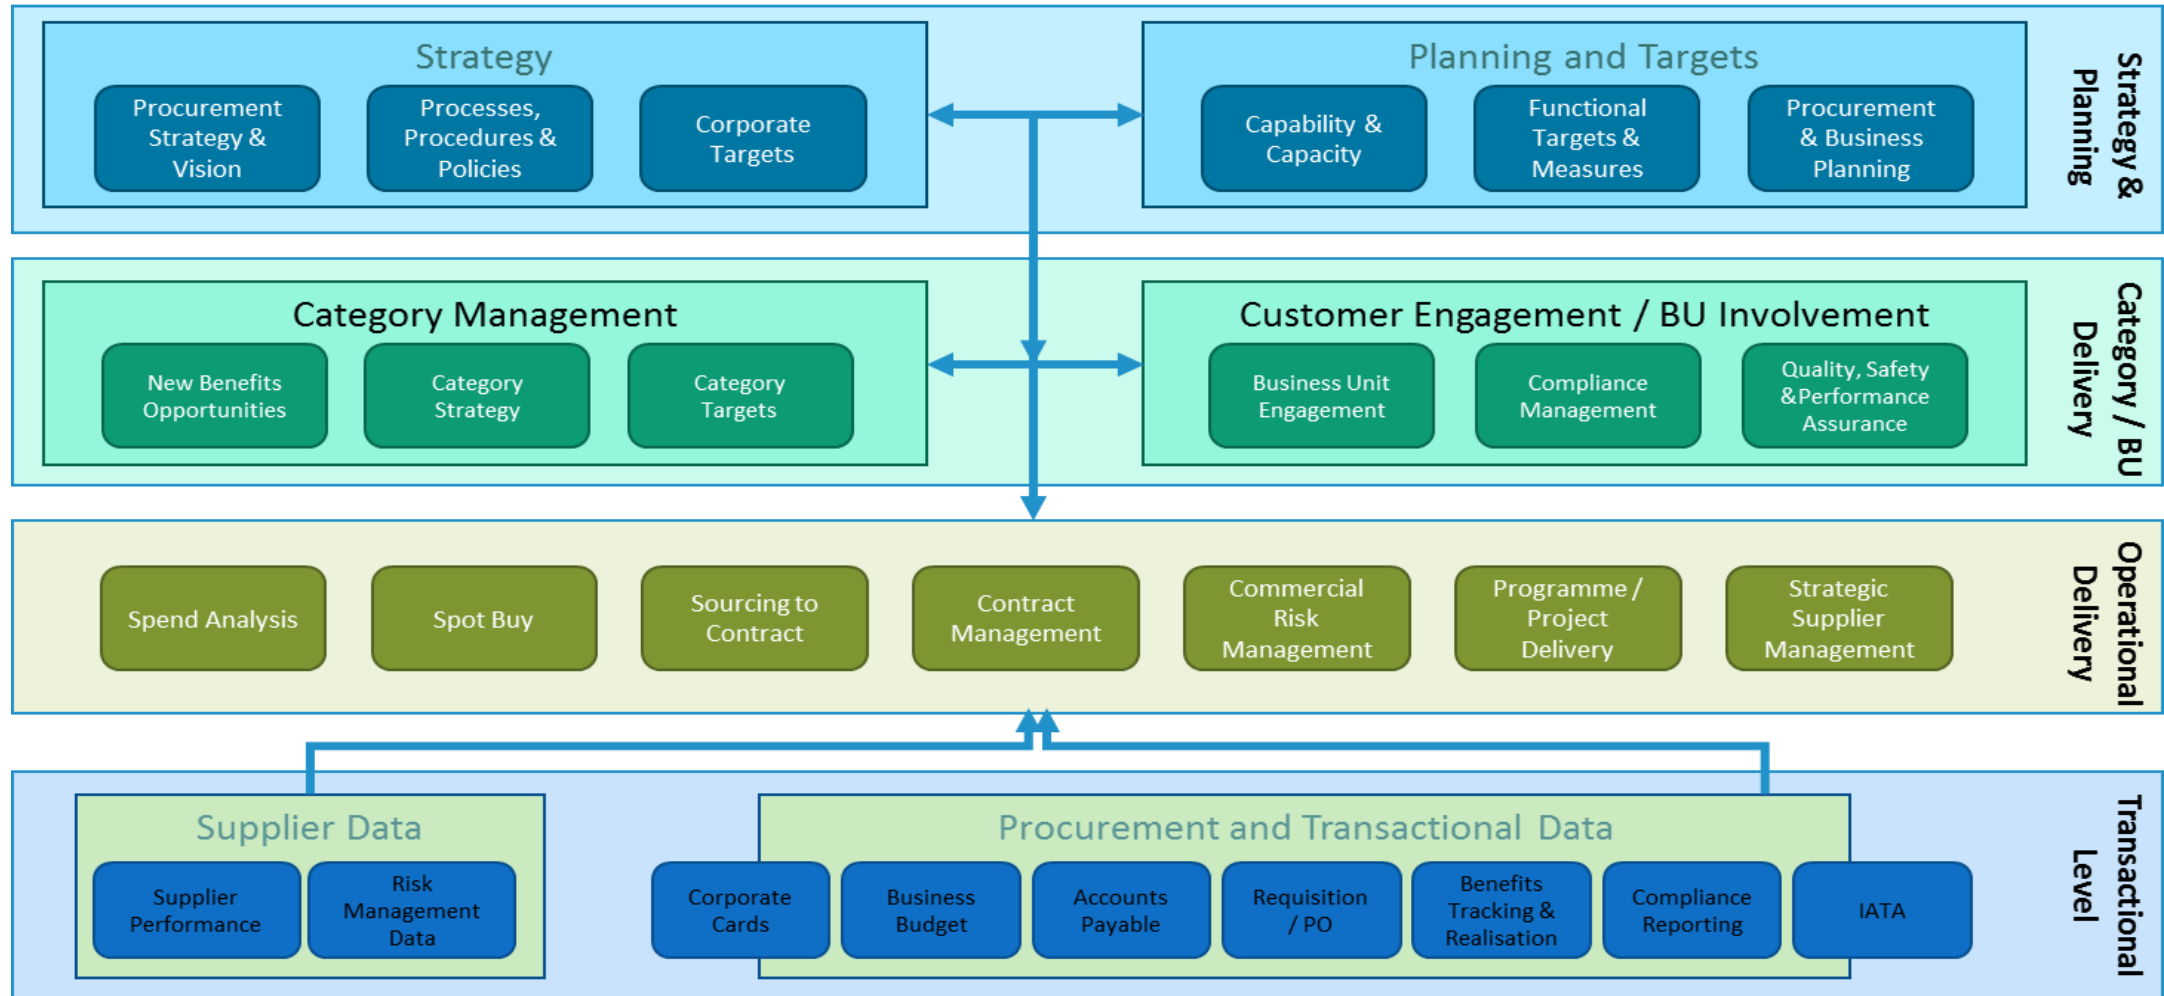 Strategy
Procurement
Strategy &
Vision
Processes,
Procedures &
Policies
Corporate
Targets
Planning and Targets
Capability &
Capacity
Functional
Targets &
Measures
Procurement
& Business
Planning
Strategy &
Planning
Category Management
New Benefits
Opportunities
Category
Strategy
Category
Targets
Customer Engagement / BU Involvement
Business Unit
Engagement
Compliance
Management
Quality, Safety
&Performance
Assurance
Category / BU
Delivery
Spend Analysis
Spot Buy
Sourcing to
Contract
Contract
Management
Commercial
Risk
Management
Programme /
Project
Delivery
Strategic
Supplier
Management
Operational
Delivery
Supplier Data
Supplier
Performance
Risk
Management
Data
Procurement and Transactional Data
Corporate
Cards
Business
Budget
Accounts
Payable
Requisition
/ PO
Benefits
Tracking &
Realisation
Compliance
Reporting
IATA
Transactional
Level